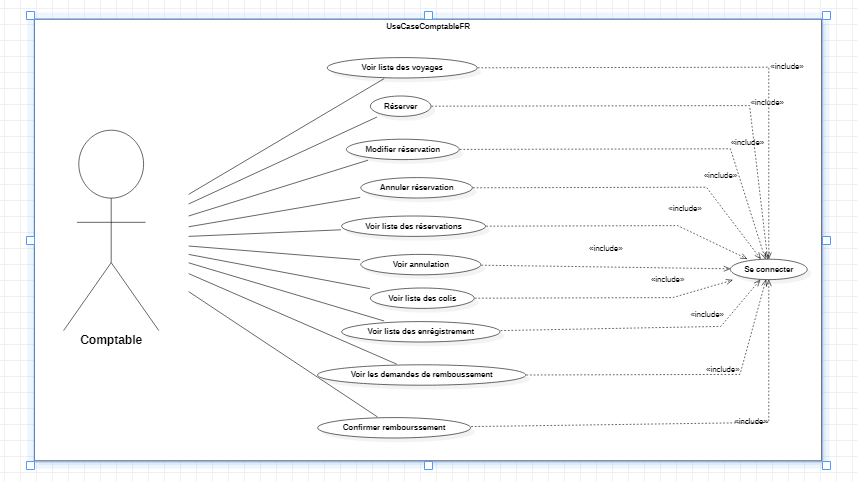 UseCaseComptableFR
Voir liste des voyages
«include»
Réserver
«include»
Modifier réservation
«include»
Annuler réservation
«include»
Voir liste des réservations
«include»
Voir annulation
«include»
Se connecter
Voir liste des colis
«include»
Voir liste des enrégistrement
«include»
Comptable
Voir les demandes de remboussement
«include»
Confirmer rembourssement
«include»